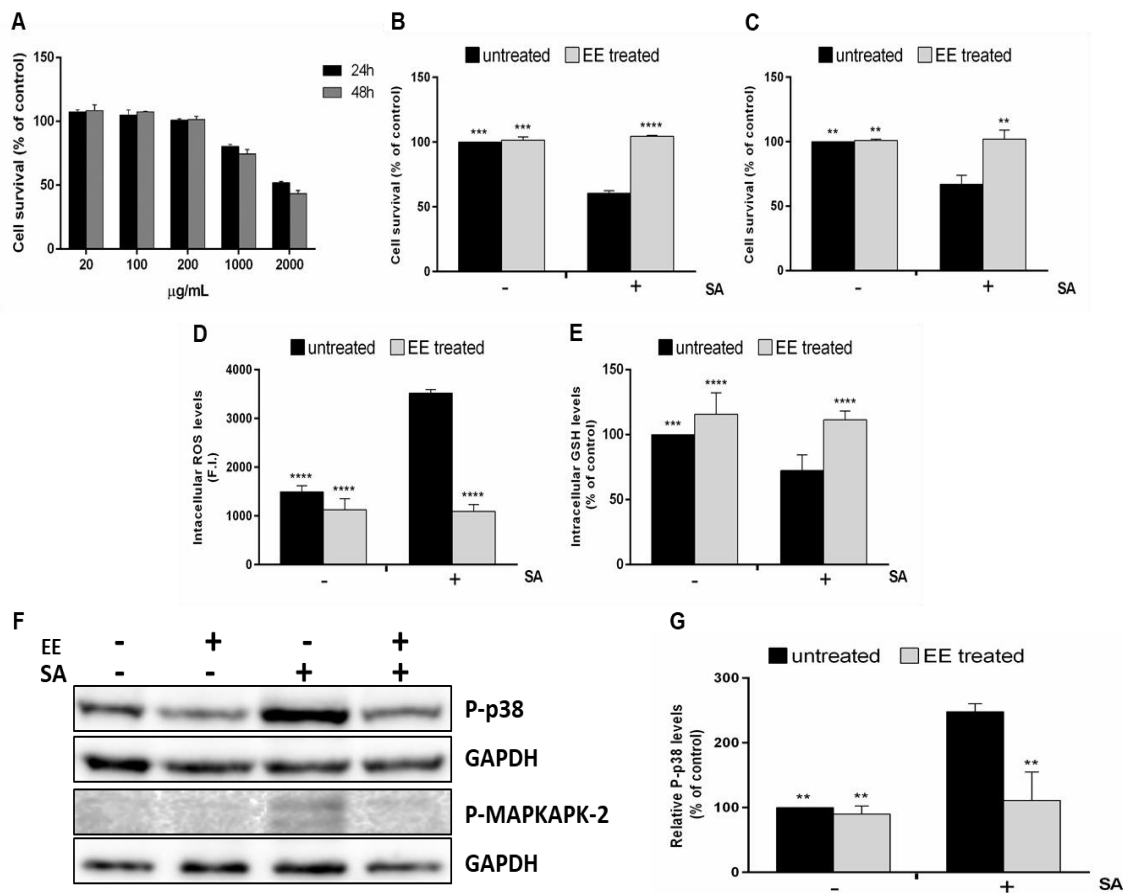 A
Cell survival (% of control)
150
100
50
0
24h
48h
20 100 200 1000 2000
μg/mL
B
untreated EE treated
Cell survival (% of control)
150
100
50
0
*** *** ****
- + SA
C
untreated EE treated
Cell survival (% of control)
150
100
50
0
** ** **
- + SA
D
untreated EE treated
Intacellular ROS levels
(F.I.)
4000
3000
2000
1000
0
**** **** ****
- + SA
E
untreated EE treated
Intracellular GSH levels
(% of control)
150
100
50
0
*** **** ****
- + SA
F
EE - + - +
SA - - + +
P-p38
GAPDH
P-MAPKAPK-2
GAPDH
G
untreated EE treated
Relative P-p38 levels
(% of control)
300
200
100
0
** ** **
- + SA